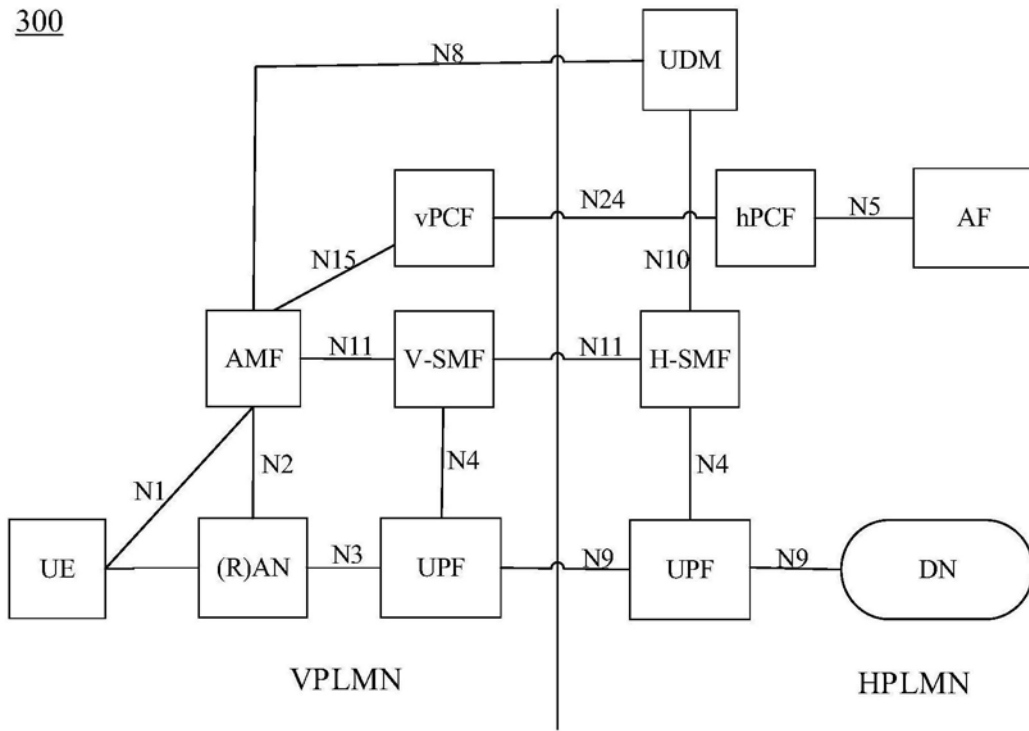 300
N8
UDM
vPCF
N24
hPCF
N5
AF
N15
N10
AMF
N11
V-SMF
N11
H-SMF
N1
N2
N4
N4
UE
(R)AN
N3
UPF
N9
UPF
N9
DN
VPLMN
HPLMN